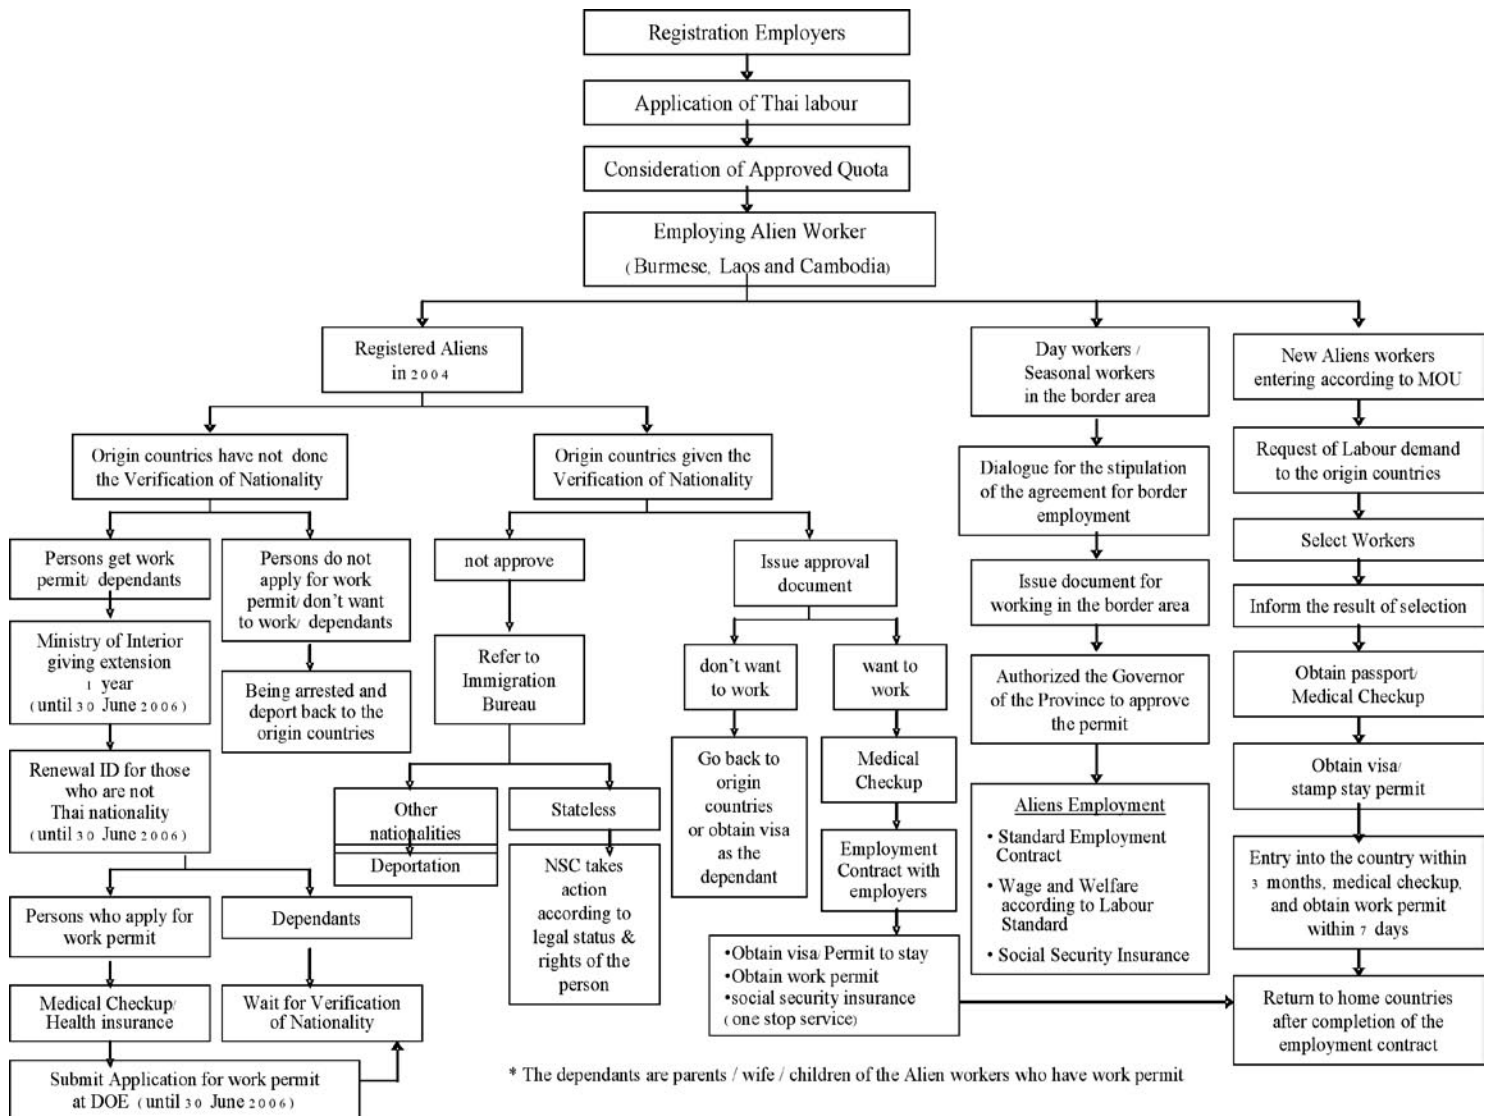 Registration Employers
Application of Thai labour
Consideration of Approved Quota
Employing Alien Worker
(Burmese, Laos and Cambodia)
Registered Aliens
in 2004
Origin countries have not done
the Verification of Nationality
Persons get work
permit/ dependants
Ministry of Interior
giving extension
1 year
(until 30 June 2006)
Renewal ID for those
who are not
Thai nationality
(until 30 June 2006)
Persons who apply for
work permit
Medical Checkup/
Health insurance
Submit Application for work permit
at DOE (until 30 June 2006)
Dependants
Wait for Verification
of Nationality
Persons do not
apply for work
permit/don't want
to work/ dependants
Being arrested and
deport back to the
origin countries
Origin countries given the
Verification of Nationality
not approve
Refer to
Immigration
Bureau
Other
nationalities
Deportation
Stateless
NSC takes
action
according to
legal status &
rights of the
person
Issue approval
document
don't want
to work
Go back to
origin
countries
or obtain visa
as the
dependant
want to
work
Medical
Checkup
Employment
Contract with
employers
•Obtain visa/Permit to stay
•Obtain work permit
•social security insurance
(one stop service)
Day workers /
Seasonal workers
in the border area
Dialogue for the stipulation
of the agreement for border
employment
Issue document for
working in the border area
Authorized the Governor
of the Province to approve
the permit
Aliens Employment
• Standard Employment
Contract
• Wage and Welfare
according to Labour
Standard
• Social Security Insurance
New Aliens workers
entering according to MOU
Request of Labour demand
to the origin countries
Select Workers
Inform the result of selection
Obtain passport/
Medical Checkup
Obtain visa/
stamp stay permit
Entry into the country within
3 months, medical checkup,
and obtain work permit
within 7 days
Return to home countries
after completion of the
employment contract
* The dependants are parents / wife / children of the Alien workers who have work permit